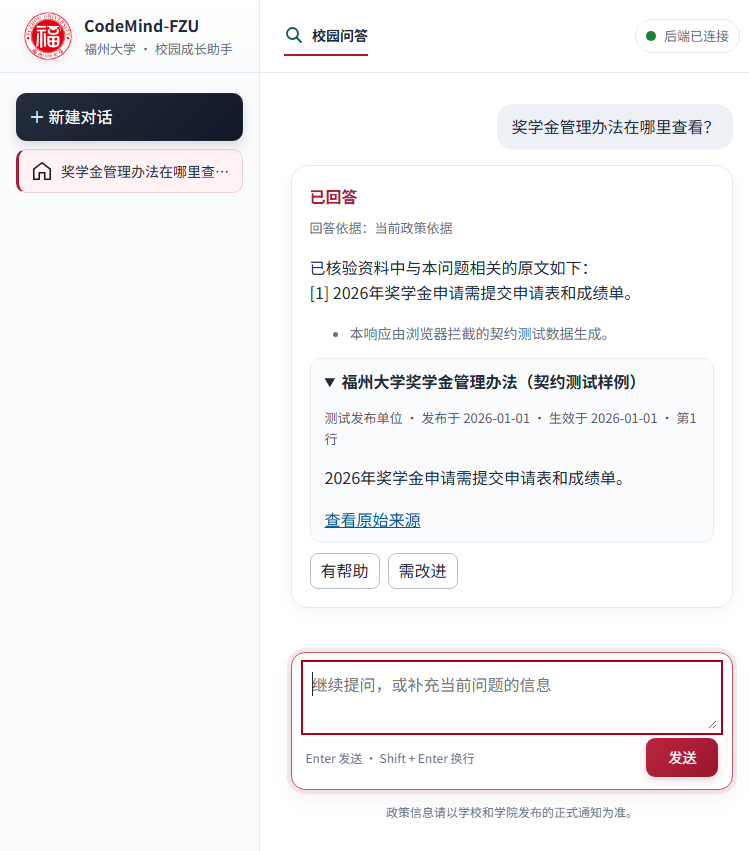 CodeMind-FZU
福州大学 · 校园成长助手
校园问答
后端已连接
+ 新建对话
奖学金管理办法在哪里查…
奖学金管理办法在哪里查看？
已回答
回答依据：当前政策依据
已核验资料中与本问题相关的原文如下：
[1] 2026年奖学金申请需提交申请表和成绩单。
• 本响应由浏览器拦截的契约测试数据生成。
▼ 福州大学奖学金管理办法（契约测试样例）
测试发布单位 · 发布于 2026-01-01 · 生效于 2026-01-01 · 第1
行
2026年奖学金申请需提交申请表和成绩单。
查看原始来源
有帮助
需改进
继续提问，或补充当前问题的信息
Enter 发送 · Shift + Enter 换行
发送
政策信息请以学校和学院发布的正式通知为准。